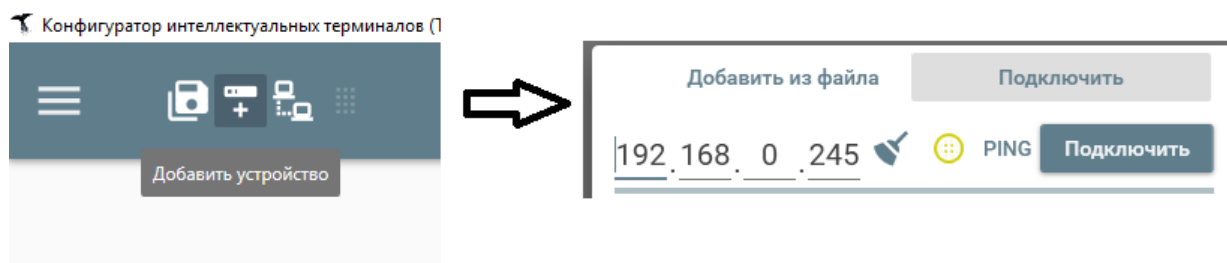 Конфигуратор интеллектуальных терминалов (Т
Добавить устройство
Добавить из файла Подключить
192.168.0.245 PING Подключить